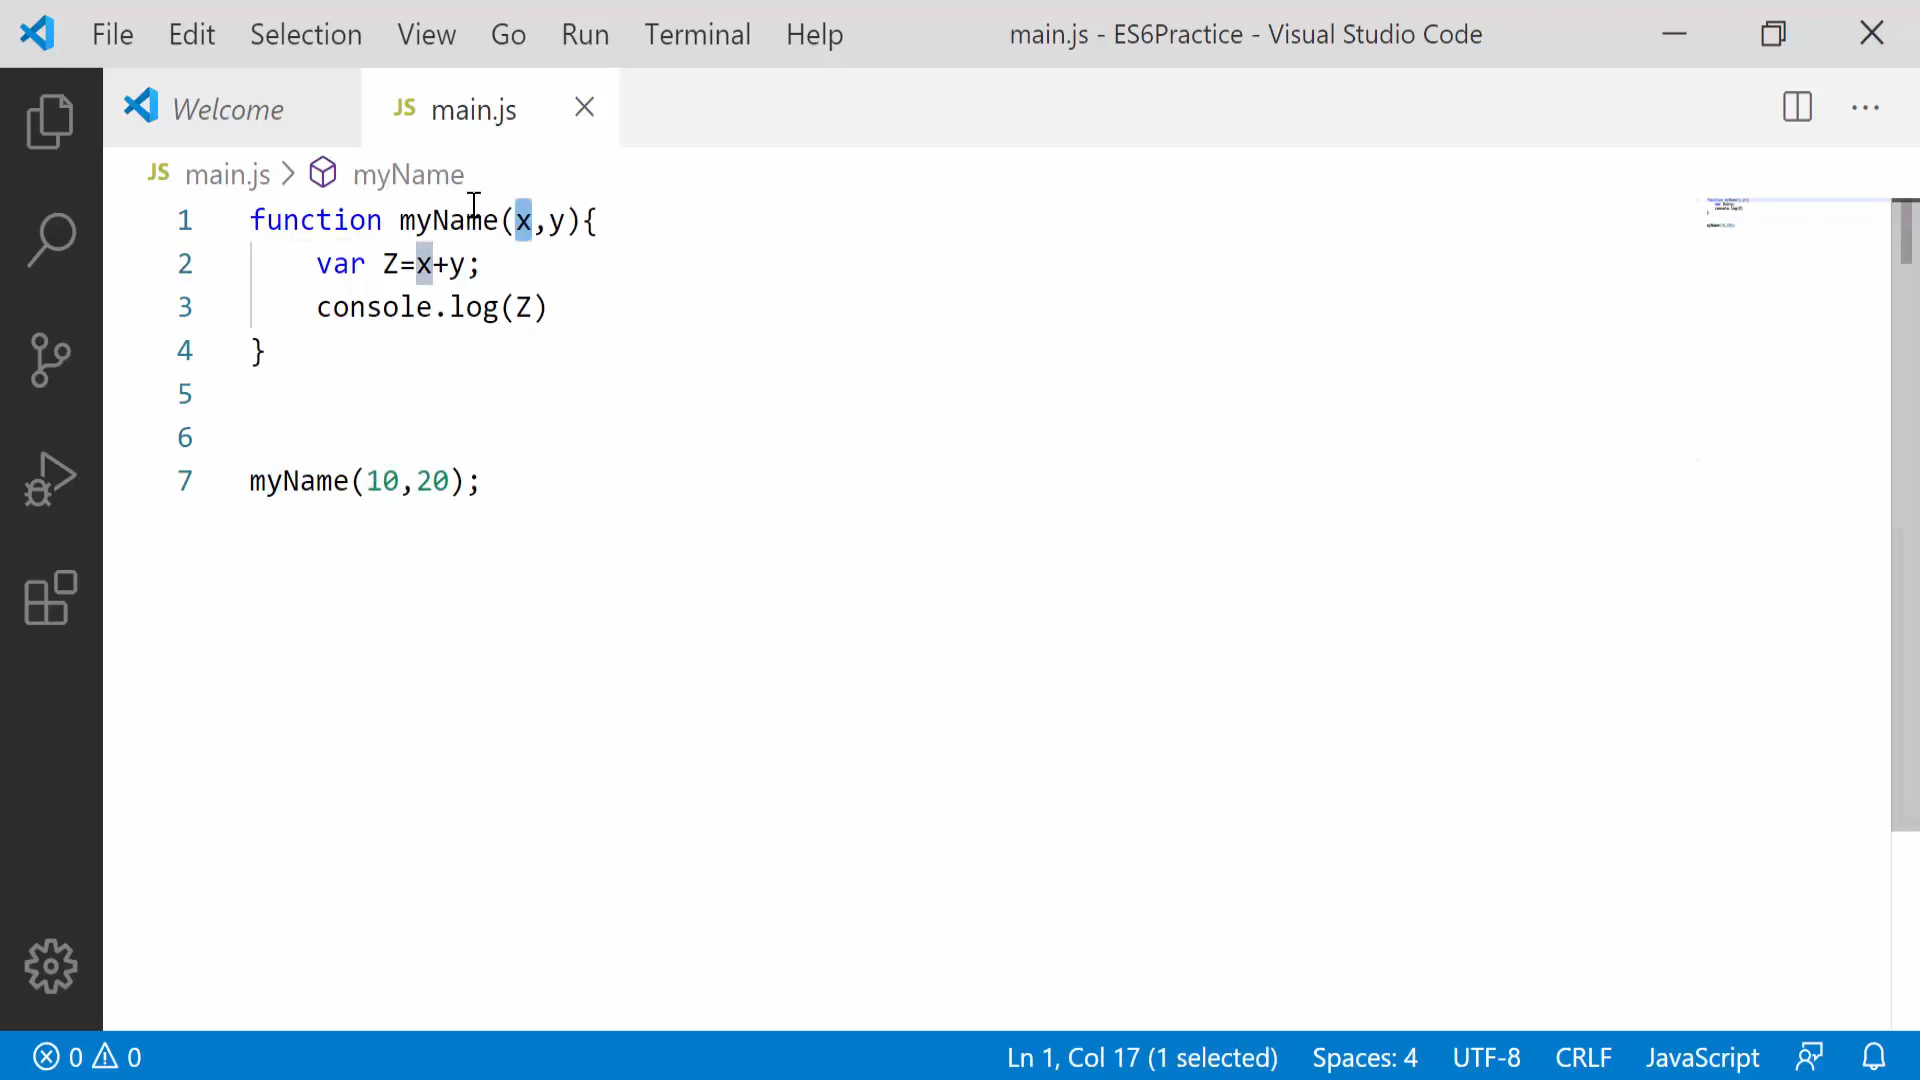 File Edit Selection View Go Run Terminal Help main.js - ES6Practice - Visual Studio Code
Welcome JS main.js
JS main.js > myName
1 function myName(x,y){
2 var Z=x+y;
3 console.log(Z)
4 }
5
6
7 myName(10,20);
0 0 Ln 1, Col 17 (1 selected) Spaces: 4 UTF-8 CRLF JavaScript